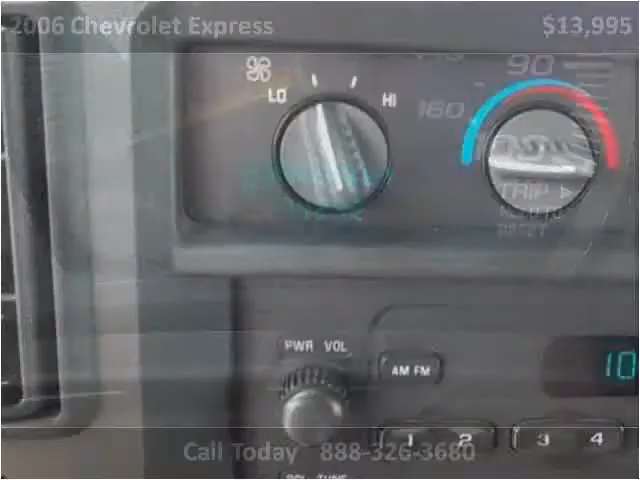 2006 Chevrolet Express $13,995
90
LO HI 160
TRIP
RESET
PWR VOL
AM FM
10
1 2 3 4
Call Today 888-326-3680